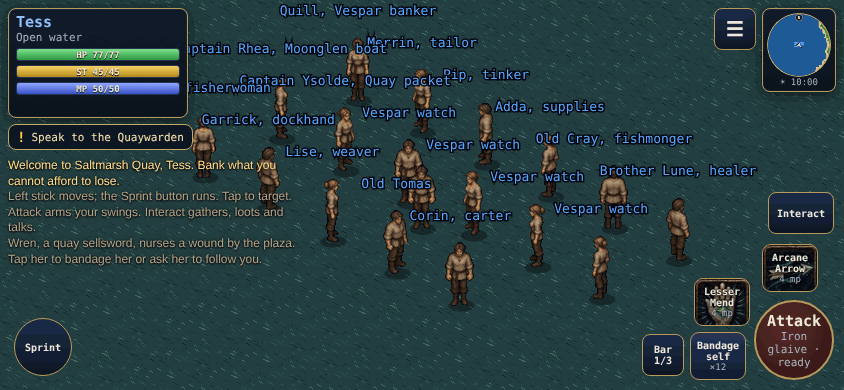 Tess
Open water
HP 77/77
ST 45/45
MP 50/50
! Speak to the Quaywarden
Welcome to Saltmarsh Quay, Tess. Bank what you
cannot afford to lose.
Left stick moves; the Sprint button runs. Tap to target.
Attack arms your swings. Interact gathers, loots and
talks.
Wren, a quay sellsword, nurses a wound by the plaza.
Tap her to bandage her or ask her to follow you.
Quill, Vespar banker
Captain Rhea, Moonglen boat
Merrin, tailor
Captain Ysolde, Quay packet
Pip, tinker
fisherwoman
Garrick, dockhand
Vespar watch
Adda, supplies
Lise, weaver
Vespar watch
Old Cray, fishmonger
Old Tomas
Vespar watch
Brother Lune, healer
Corin, carter
Vespar watch
☰
☀ 10:00
Interact
Arcane
Arrow
4 mp
Lesser
Mend
4 mp
Attack
Iron
glaive ·
ready
Bar
1/3
Bandage
self
×12
Sprint